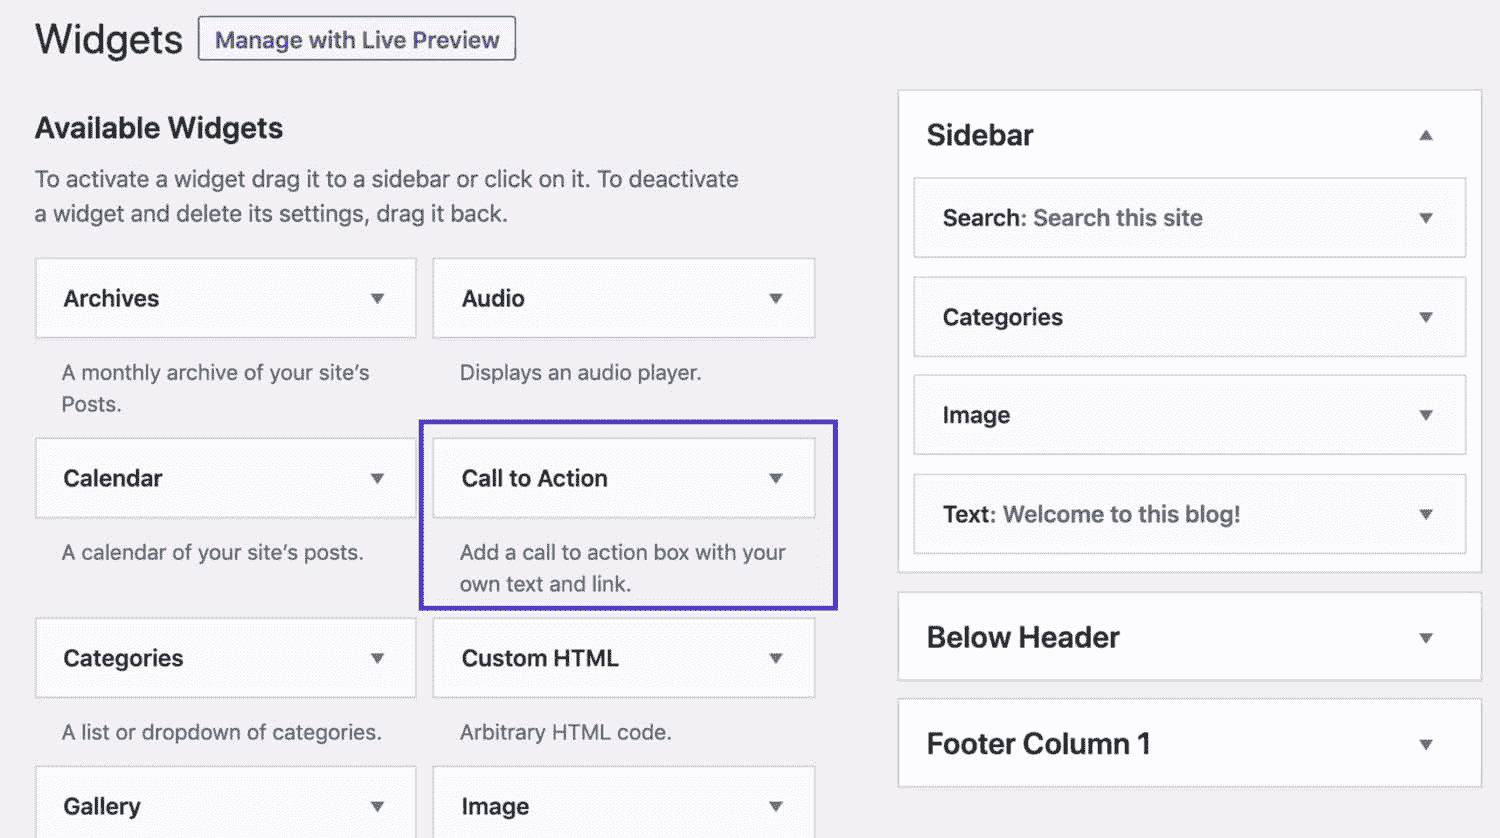 Widgets
Manage with Live Preview
Available Widgets
To activate a widget drag it to a sidebar or click on it. To deactivate
a widget and delete its settings, drag it back.
Archives
A monthly archive of your site’s
Posts.
Audio
Displays an audio player.
Calendar
A calendar of your site’s posts.
Call to Action
Add a call to action box with your
own text and link.
Categories
A list or dropdown of categories.
Custom HTML
Arbitrary HTML code.
Gallery
Image
Sidebar
Search: Search this site
Categories
Image
Text: Welcome to this blog!
Below Header
Footer Column 1